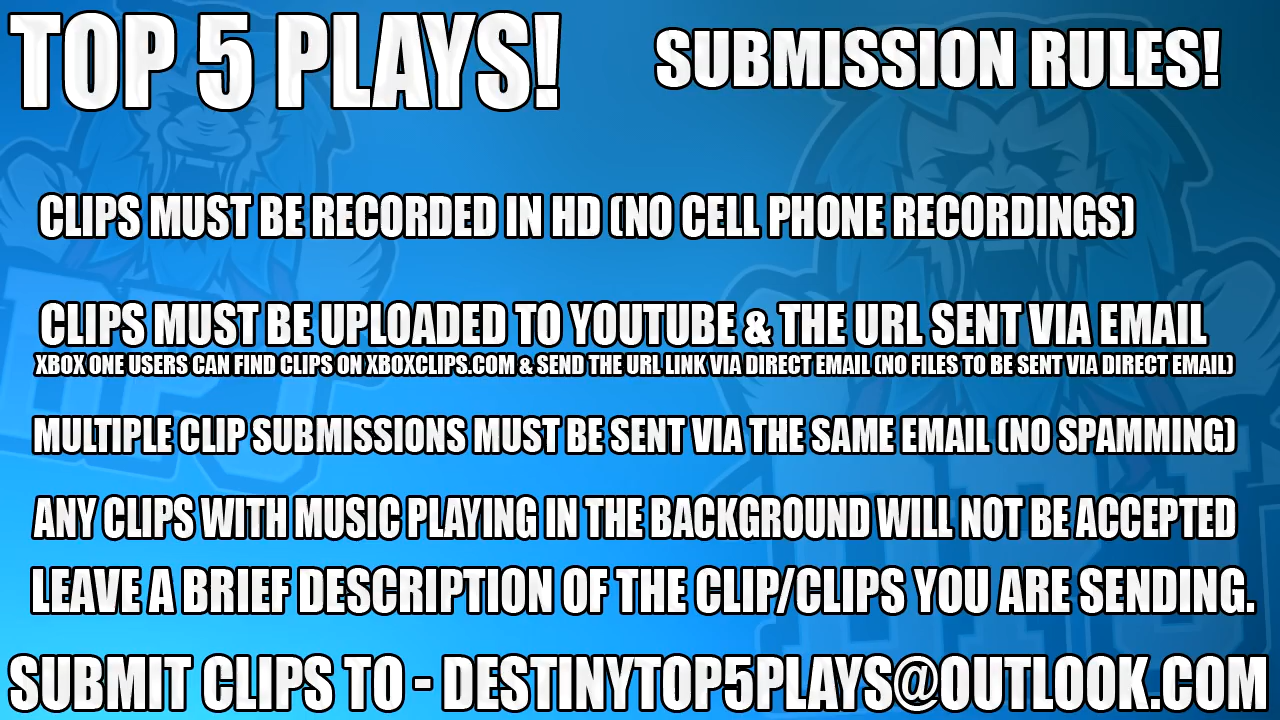 TOP 5 PLAYS!
SUBMISSION RULES!
CLIPS MUST BE RECORDED IN HD (NO CELL PHONE RECORDINGS)
CLIPS MUST BE UPLOADED TO YOUTUBE & THE URL SENT VIA EMAIL
XBOX ONE USERS CAN FIND CLIPS ON XBOXCLIPS.COM & SEND THE URL LINK VIA DIRECT EMAIL (NO FILES TO BE SENT VIA DIRECT EMAIL)
MULTIPLE CLIP SUBMISSIONS MUST BE SENT VIA THE SAME EMAIL (NO SPAMMING)
ANY CLIPS WITH MUSIC PLAYING IN THE BACKGROUND WILL NOT BE ACCEPTED
LEAVE A BRIEF DESCRIPTION OF THE CLIP/CLIPS YOU ARE SENDING.
SUBMIT CLIPS TO - DESTINYTOP5PLAYS@OUTLOOK.COM